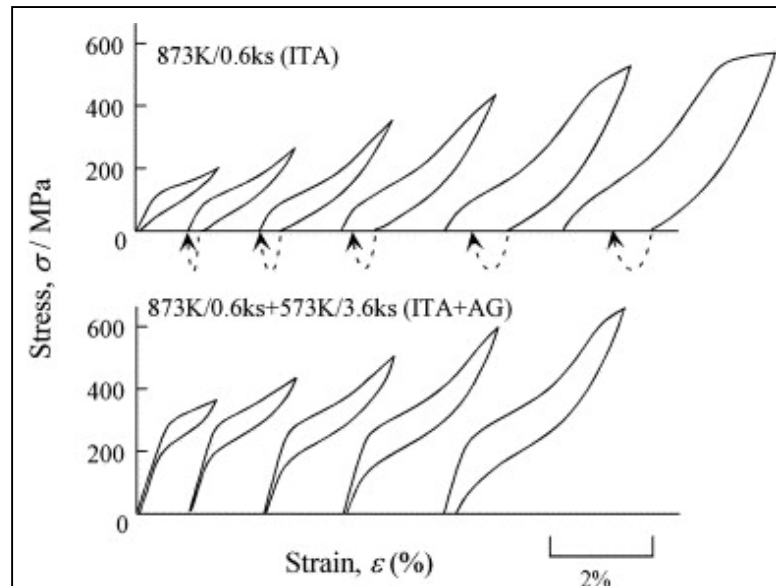 600
873K/0.6ks (ITA)
400
200
0
Stress, σ / MPa
873K/0.6ks+573K/3.6ks (ITA+AG)
600
400
200
0
Strain, ε (%)
2%